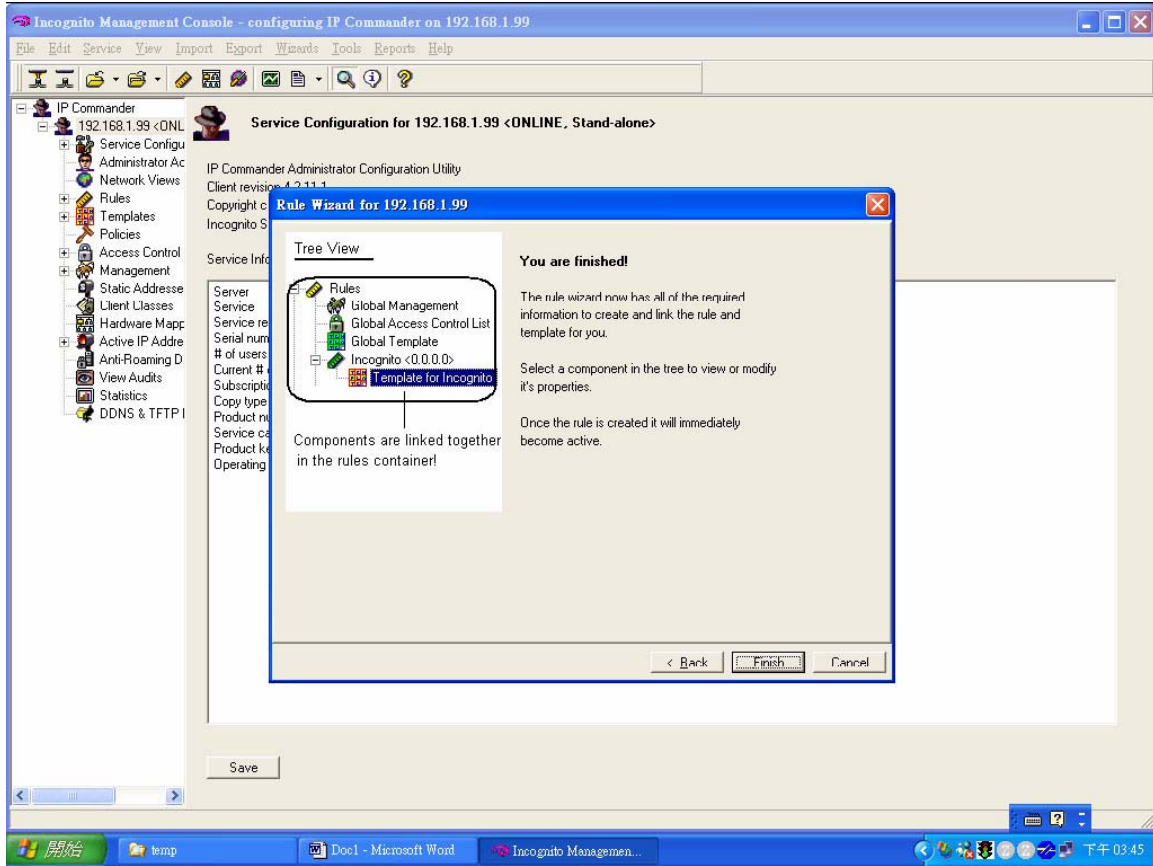 Incognito Management Console - configuring IP Commander on 192.168.1.99
File Edit Service View Import Export Wizards Tools Reports Help
IP Commander
192.168.1.99 <ONL
Service Configu
Administrator Ac
Network Views
Rules
Templates
Policies
Access Control
Management
Static Addresse
Client Classes
Hardware Mapp
Active IP Addre
Anti-Roaming D
View Audits
Statistics
DDNS & TFTP I
Service Configuration for 192.168.1.99 <ONLINE, Stand-alone>
IP Commander Administrator Configuration Utility
Client revision 4.2.11.1
Copyright c
Incognito S
Service Info
Server
Service
Service re
Serial num
# of users
Current #
Subscriptio
Copy type
Product nu
Service ca
Product ke
Operating
Save
Rule Wizard for 192.168.1.99
Tree View
Rules
Global Management
Global Access Control List
Global Template
Incognito <0.0.0.0>
Template for Incognito
Components are linked together
in the rules container!
You are finished!
The rule wizard now has all of the required
information to create and link the rule and
template for you.
Select a component in the tree to view or modify
it's properties.
Once the rule is created it will immediately
become active.
< Back Finish Cancel
開始 temp Doc1 - Microsoft Word Incognito Managemen... 下午 03:45